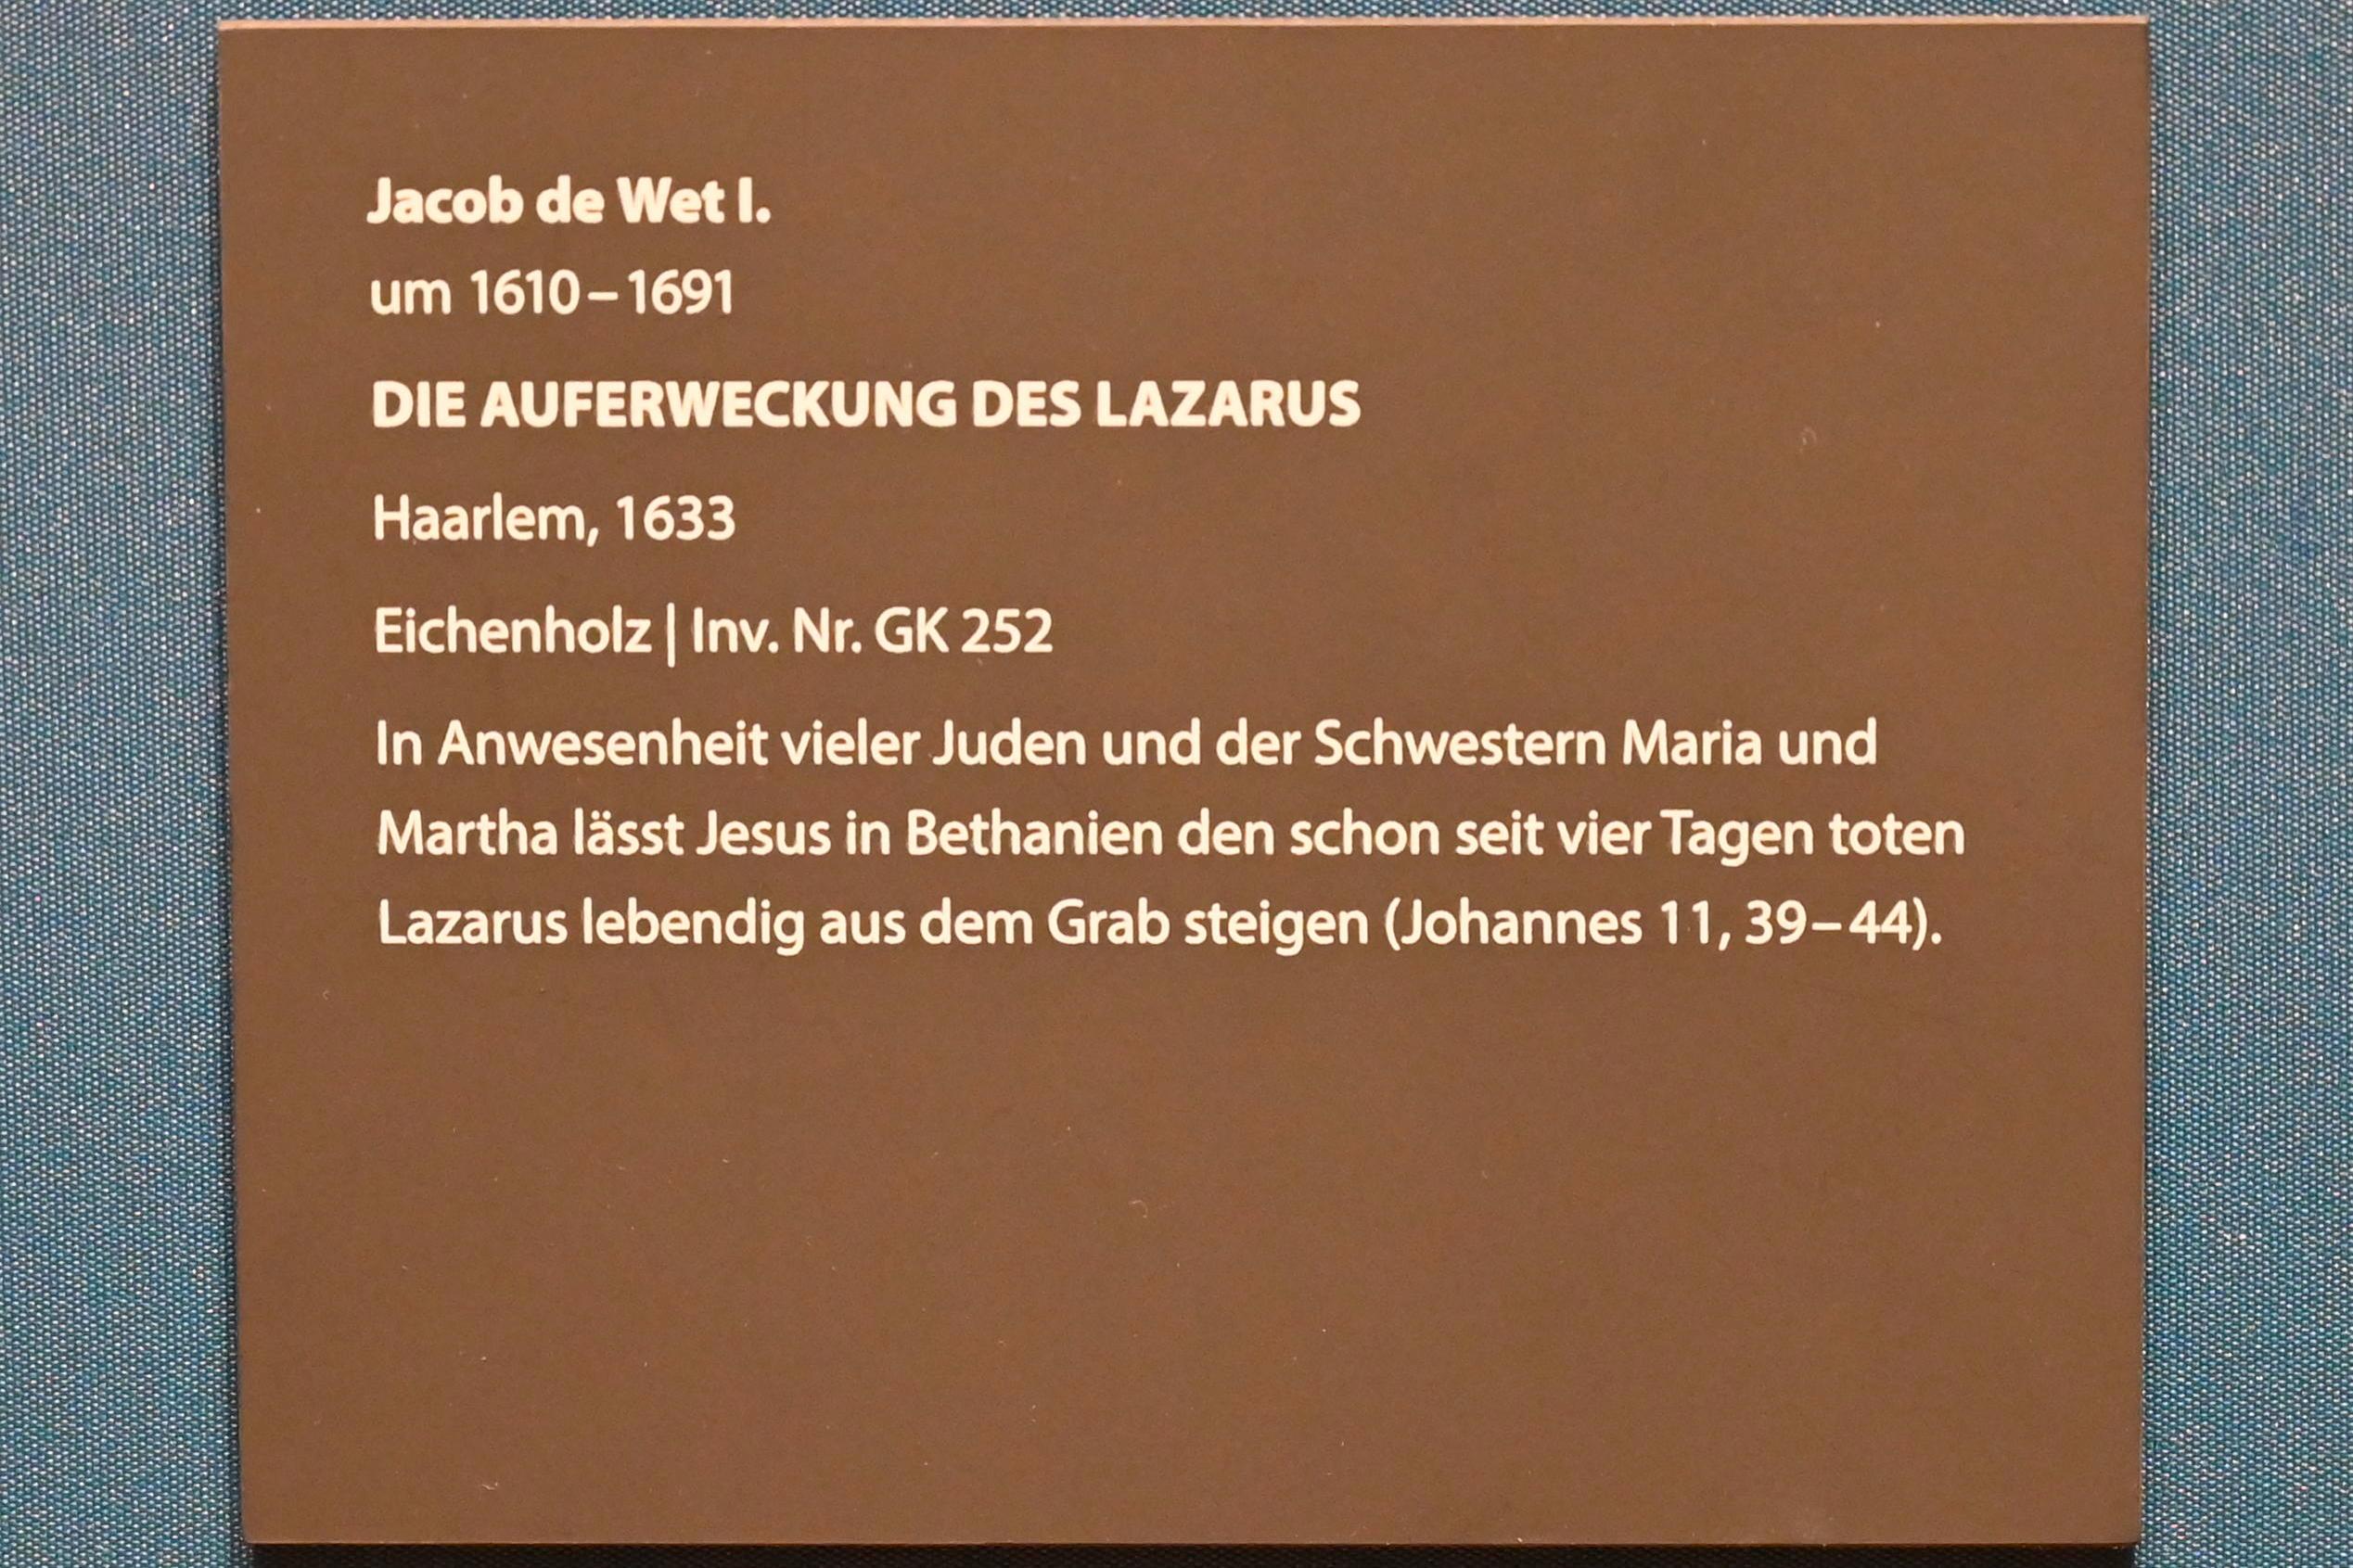 Jacob de Wet I.
um 1610 – 1691
DIE AUFERWECKUNG DES LAZARUS
Haarlem, 1633
Eichenholz | Inv. Nr. GK 252
In Anwesenheit vieler Juden und der Schwestern Maria und
Martha lässt Jesus in Bethanien den schon seit vier Tagen toten
Lazarus lebendig aus dem Grab steigen (Johannes 11, 39 – 44).